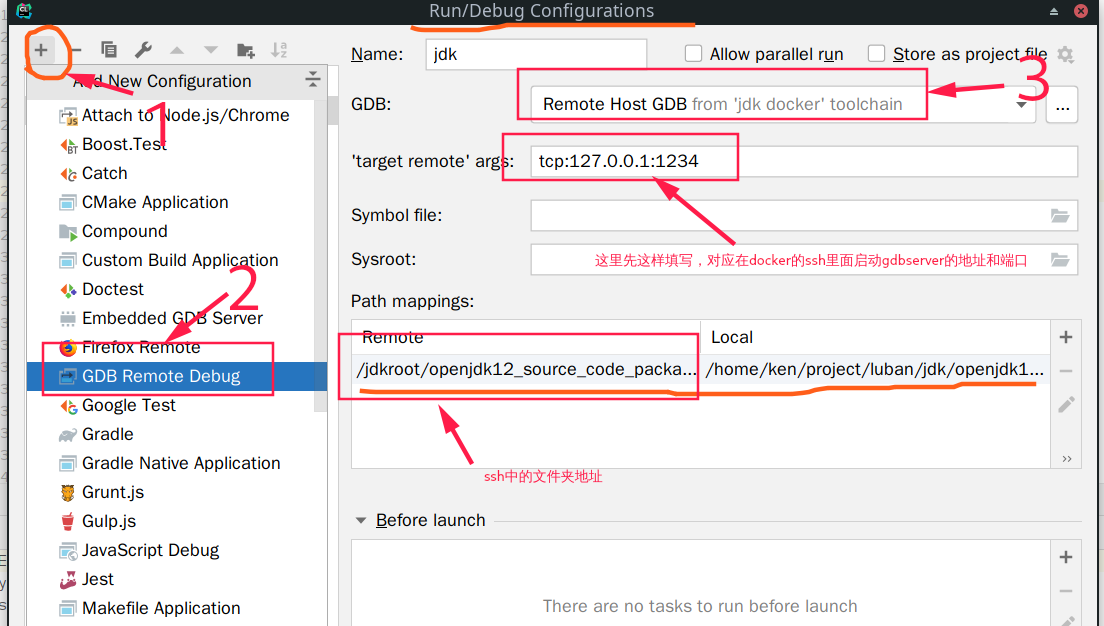 CL
Run/Debug Configurations
Add New Configuration
1
Attach to Node.js/Chrome
Boost.Test
Catch
CMake Application
Compound
Custom Build Application
Doctest
2
Embedded GDB Server
Firefox Remote
GDB Remote Debug
Google Test
Gradle
Gradle Native Application
Grunt.js
Gulp.js
JavaScript Debug
Jest
Makefile Application
Name:
jdk
Allow parallel run
Store as project file
3
GDB:
Remote Host GDB from 'jdk docker' toolchain
...
'target remote' args:
tcp:127.0.0.1:1234
Symbol file:
Sysroot:
这里先这样填写，对应在docker的ssh里面启动gdbserver的地址和端口
Path mappings:
Remote
Local
/jdkroot/openjdk12_source_code_packa...
/home/ken/project/luban/jdk/openjdk1...
ssh中的文件夹地址
Before launch
There are no tasks to run before launch